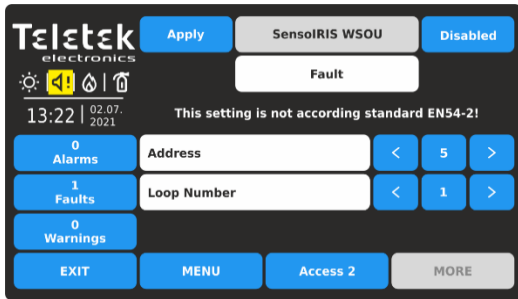 Teletek
electronics
Apply
SensoIRIS WSOU
Disabled
Fault
13:22
02.07.
2021
This setting is not according standard EN54-2!
0
Alarms
Address
<
5
>
1
Faults
Loop Number
<
1
>
0
Warnings
EXIT
MENU
Access 2
MORE